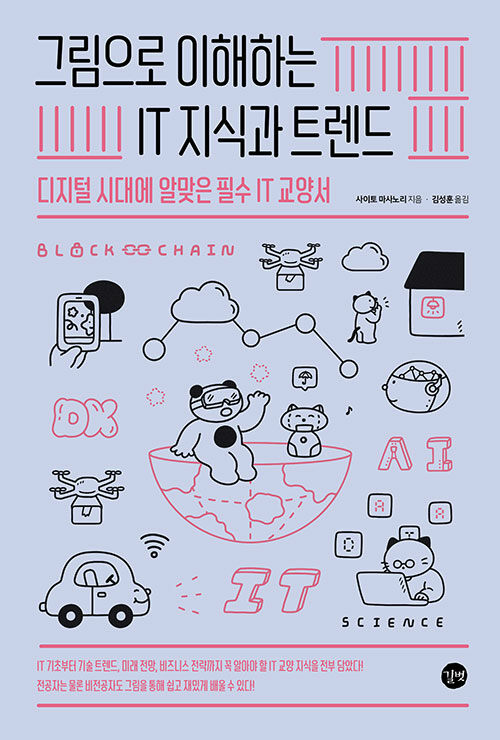 그림으로 이해하는
IT 지식과 트렌드
디지털 시대에 알맞은 필수 IT 교양서
사이토 마사노리 지음 · 김성훈 옮김
BLOCK CHAIN
DX
AI
O A A
T
IT
SCIENCE
IT 기초부터 기술 트렌드, 미래 전망, 비즈니스 전략까지 꼭 알아야 할 IT 교양 지식을 전부 담았다!
전공자는 물론 비전공자도 그림을 통해 쉽고 재밌게 배울 수 있다!
길벗